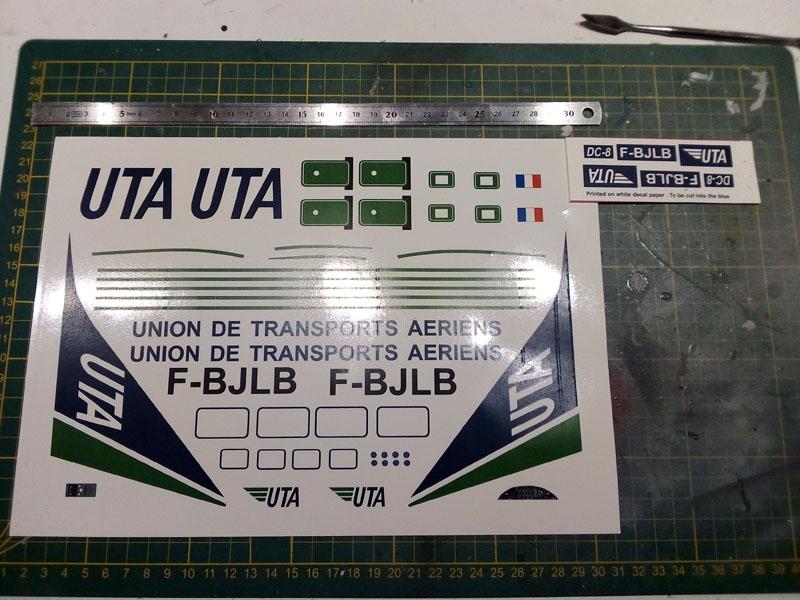 UTA UTA
DC-8 F-BJLB UTA
UTA F-BJLB DC-8
Printed on white decal paper - To be cut into the blue
UNION DE TRANSPORTS AERIENS
UNION DE TRANSPORTS AERIENS
UTA UTA
F-BJLB F-BJLB
UTA UTA